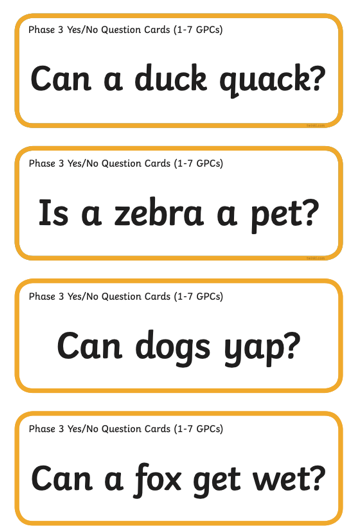 Phase 3 Yes/No Question Cards (1-7 GPCs)
Can a duck quack?
Phase 3 Yes/No Question Cards (1-7 GPCs)
Is a zebra a pet?
Phase 3 Yes/No Question Cards (1-7 GPCs)
Can dogs yap?
Phase 3 Yes/No Question Cards (1-7 GPCs)
Can a fox get wet?